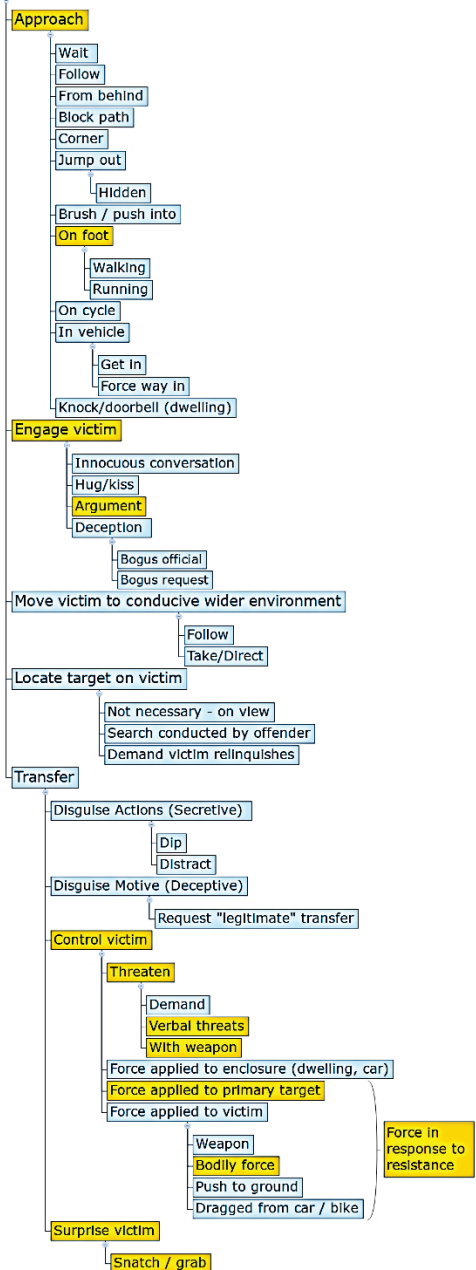 Approach
Wait
Follow
From behind
Block path
Corner
Jump out
Hidden
Brush / push into
On foot
Walking
Running
On cycle
In vehicle
Get in
Force way in
Knock/doorbell (dwelling)
Engage victim
Innocuous conversation
Hug/kiss
Argument
Deception
Bogus official
Bogus request
Move victim to conducive wider environment
Follow
Take/Direct
Locate target on victim
Not necessary - on view
Search conducted by offender
Demand victim relinquishes
Transfer
Disguise Actions (Secretive)
Dip
Distract
Disguise Motive (Deceptive)
Request "legitimate" transfer
Control victim
Threaten
Demand
Verbal threats
With weapon
Force applied to enclosure (dwelling, car)
Force applied to primary target
Force applied to victim
Weapon
Bodily force
Push to ground
Dragged from car / bike
Force in
response to
resistance
Surprise victim
Snatch / grab